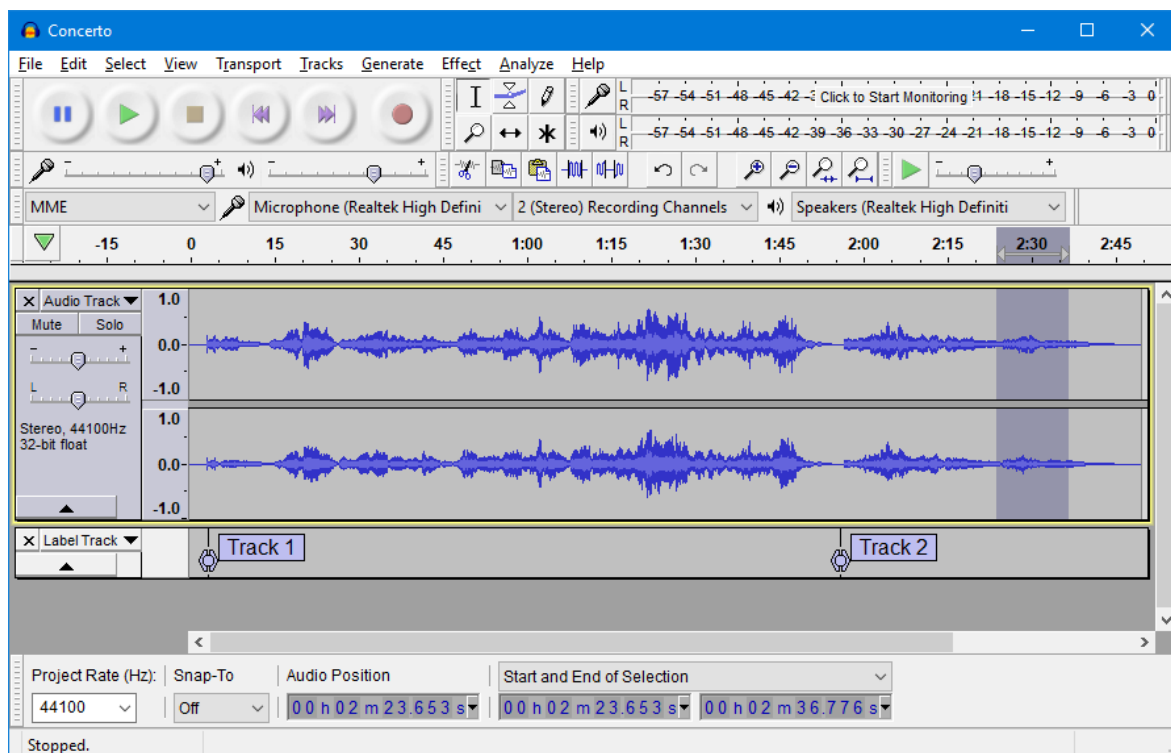 Concerto
File Edit Select View Transport Tracks Generate Effect Analyze Help
L
R
-57 -54 -51 -48 -45 -42 Click to Start Monitoring -18 -15 -12 -9 -6 -3 0
L
R
-57 -54 -51 -48 -45 -42 -39 -36 -33 -30 -27 -24 -21 -18 -15 -12 -9 -6 -3 0
- + - + - +
MME Microphone (Realtek High Defini 2 (Stereo) Recording Channels Speakers (Realtek High Definiti
-15 0 15 30 45 1:00 1:15 1:30 1:45 2:00 2:15 2:30 2:45
X Audio Track 1.0
Mute Solo
- + 0.0-
L R -1.0
Stereo, 44100Hz 1.0
32-bit float
0.0-
-1.0
X Label Track Track 1 Track 2
Project Rate (Hz): Snap-To Audio Position Start and End of Selection
44100 Off 00 h 02 m 23.653 s 00 h 02 m 23.653 s 00 h 02 m 36.776 s
Stopped.